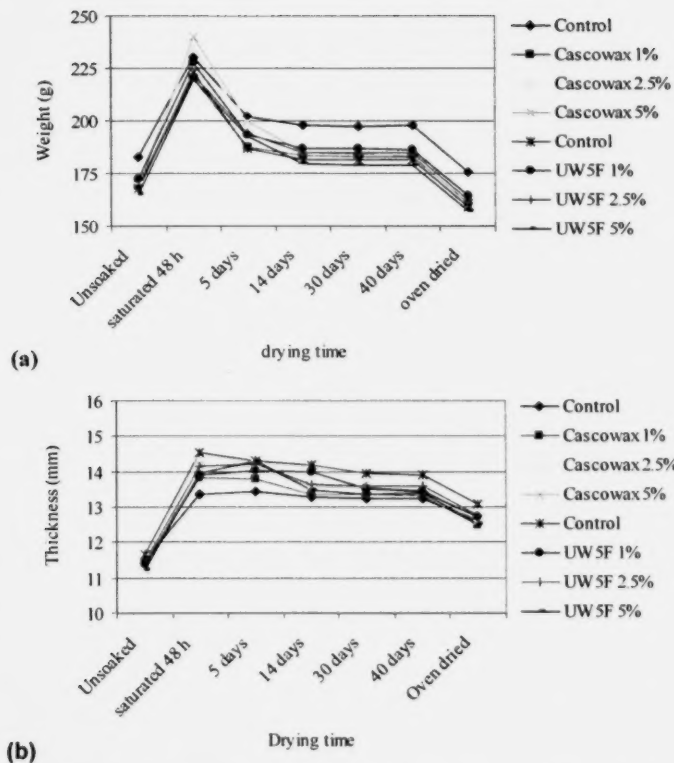 250
225
200
175
150
Weight (g)
Unsoaked
saturated 48 h
5 days
14 days
30 days
40 days
oven dried
drying time
Control
Cascowax 1%
Cascowax 2.5%
Cascowax 5%
Control
UW5F 1%
UW5F 2.5%
UW5F 5%
(a)
16
15
14
13
12
11
10
Thickness (mm)
Unsoaked
saturated 48 h
5 days
14 days
30 days
40 days
Oven dried
Drying time
Control
Cascowax 1%
Cascowax 2.5%
Cascowax 5%
Control
UW5F 1%
UW5F 2.5%
UW5F 5%
(b)